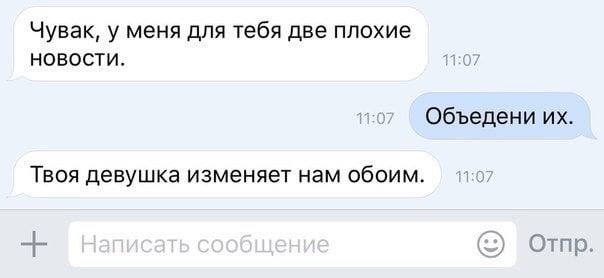 Чувак, у меня для тебя две плохие
новости.
11:07
11:07
Объедени их.
Твоя девушка изменяет нам обоим.
11:07
Написать сообщение
Отпр.